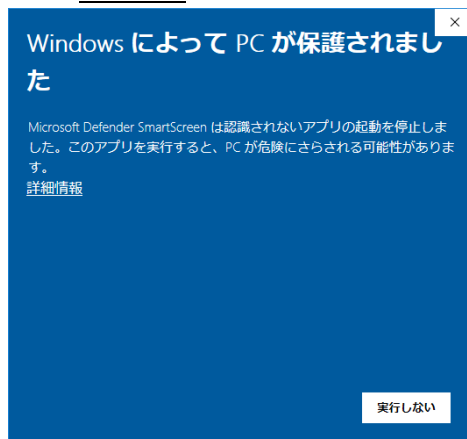 Windows によって PC が保護されまし
た
Microsoft Defender SmartScreen は認識されないアプリの起動を停止しま
した。このアプリを実行すると、PC が危険にさらされる可能性がありま
す。
詳細情報
実行しない